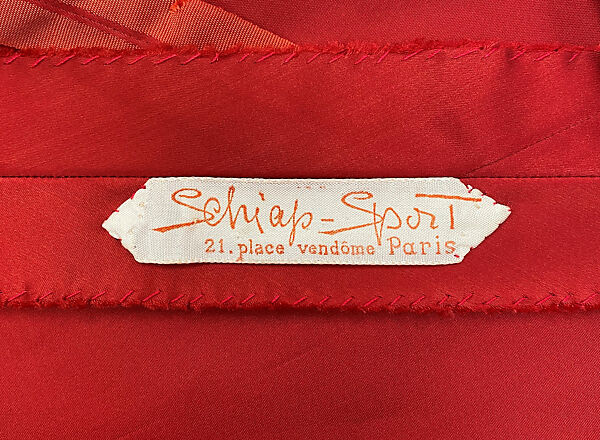 Schiap-Sport
21. place vendôme Paris